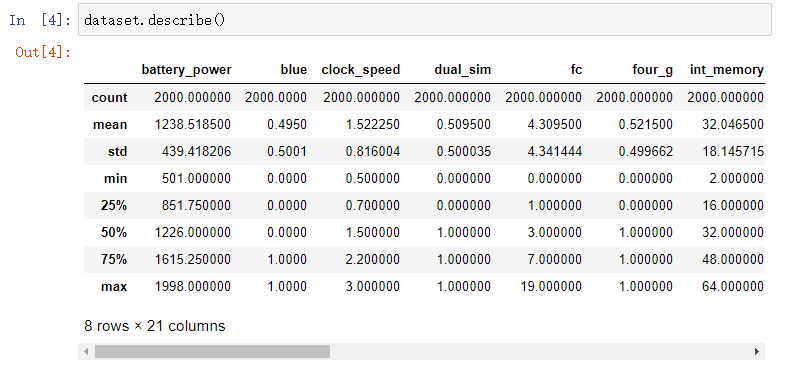 In [4]: dataset.describe()
Out[4]:
battery_power blue clock_speed dual_sim fc four_g int_memory
count 2000.000000 2000.0000 2000.000000 2000.000000 2000.000000 2000.000000 2000.000000
mean 1238.518500 0.4950 1.522250 0.509500 4.309500 0.521500 32.046500
std 439.418206 0.5001 0.816004 0.500035 4.341444 0.499662 18.145715
min 501.000000 0.0000 0.500000 0.000000 0.000000 0.000000 2.000000
25% 851.750000 0.0000 0.700000 0.000000 1.000000 0.000000 16.000000
50% 1226.000000 0.0000 1.500000 1.000000 3.000000 1.000000 32.000000
75% 1615.250000 1.0000 2.200000 1.000000 7.000000 1.000000 48.000000
max 1998.000000 1.0000 3.000000 1.000000 19.000000 1.000000 64.000000
8 rows × 21 columns